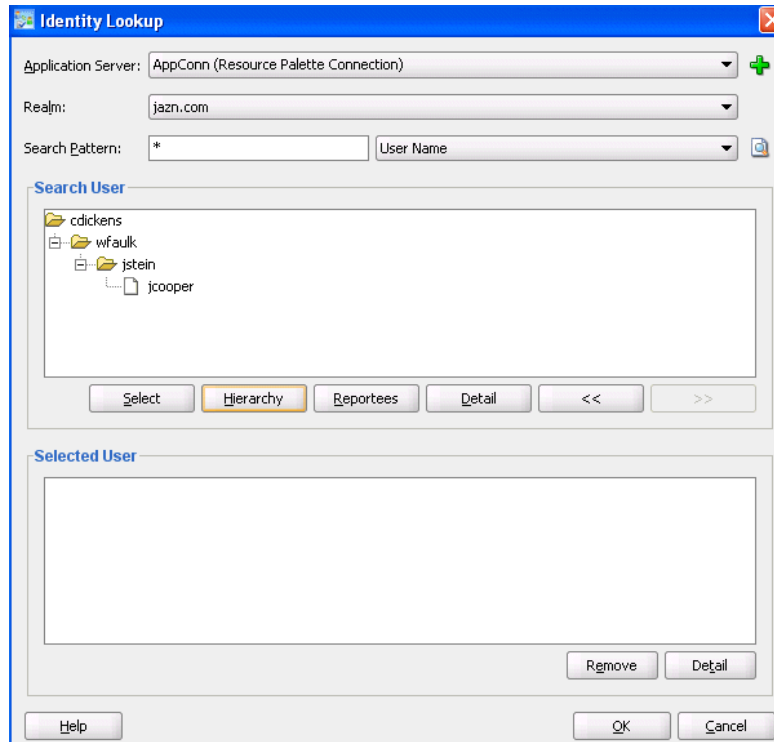 Identity Lookup
Application Server: AppConn (Resource Palette Connection)
Realm: jazn.com
Search Pattern: * User Name
Search User
cdickens
wfaulk
jstein
jcooper
Select Hierarchy Reportees Detail << >>
Selected User
Remove Detail
Help OK Cancel